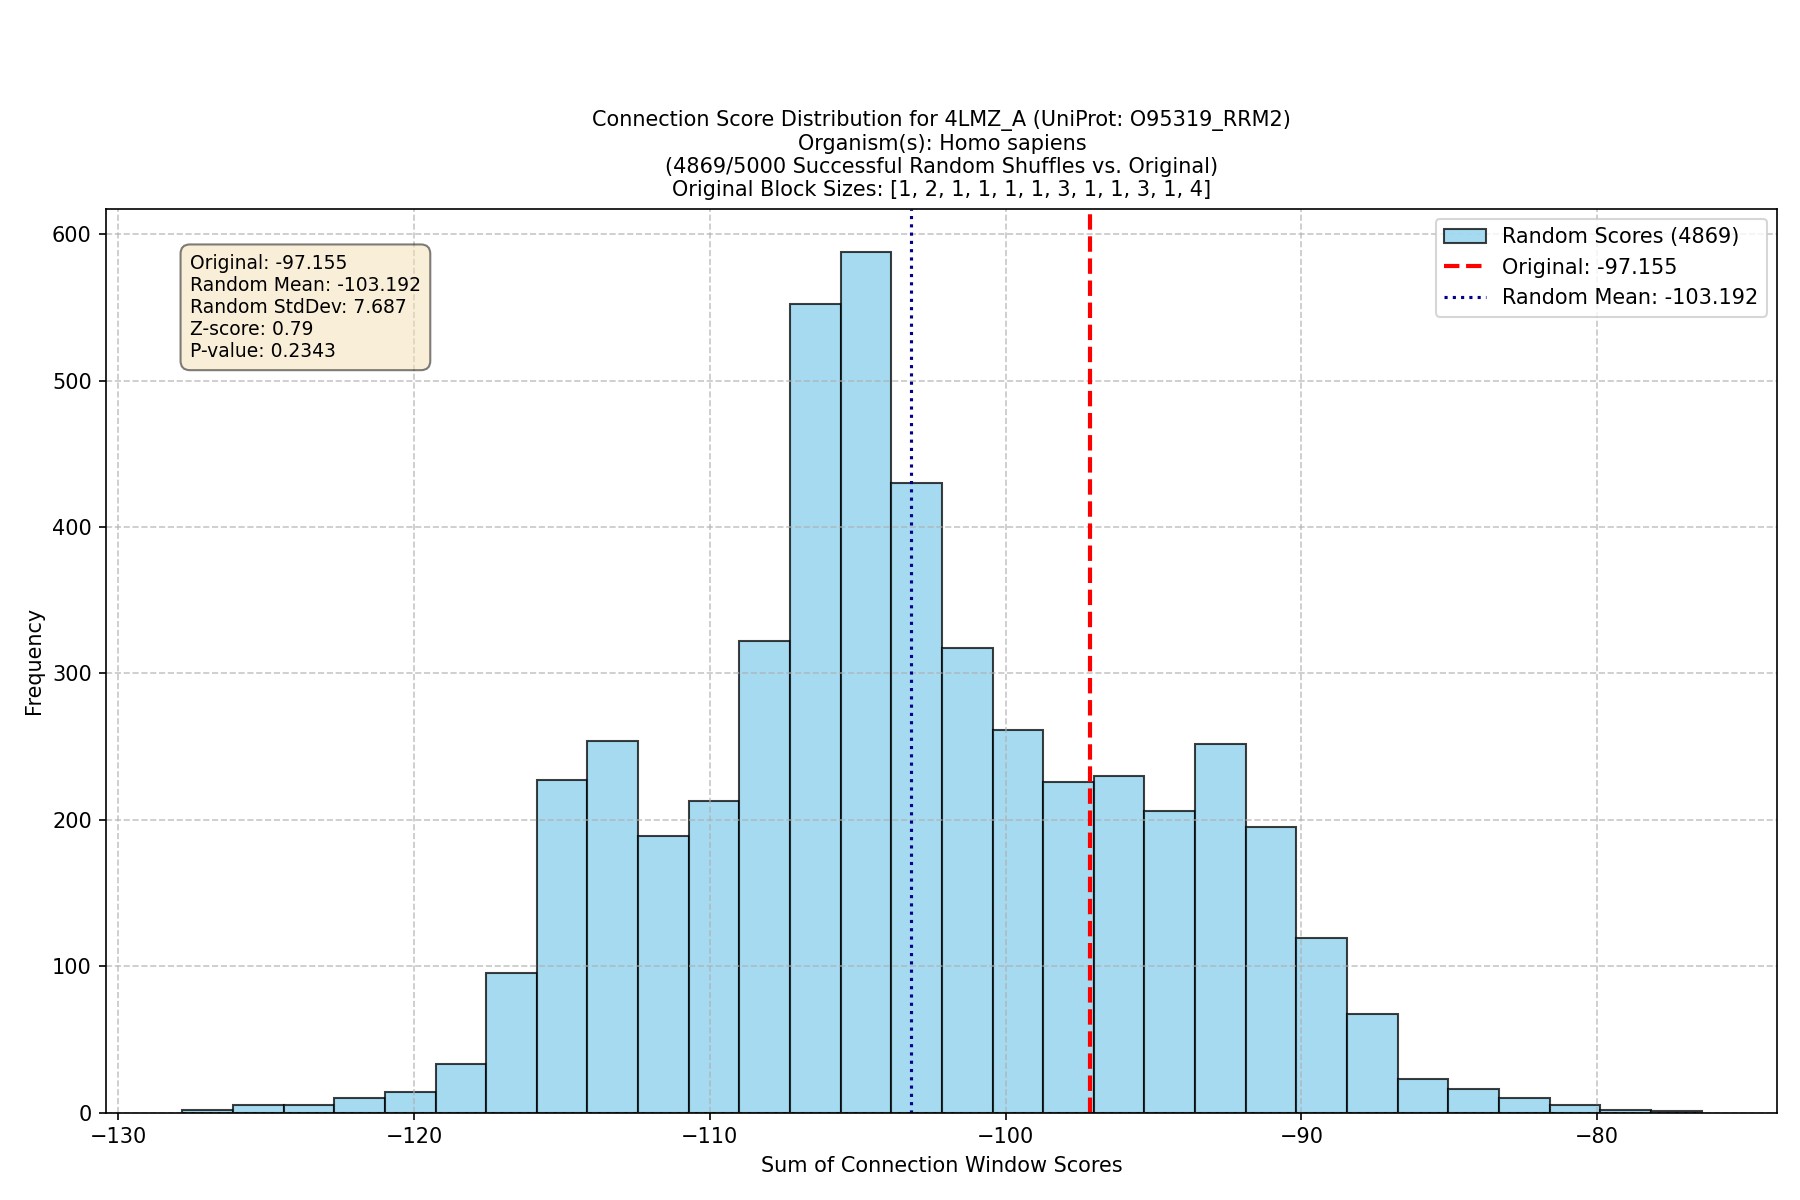 Connection Score Distribution for 4LMZ_A (UniProt: O95319_RRM2)
Organism(s): Homo sapiens
(4869/5000 Successful Random Shuffles vs. Original)
Original Block Sizes: [1, 2, 1, 1, 1, 1, 3, 1, 1, 3, 1, 4]
Original: -97.155
Random Mean: -103.192
Random StdDev: 7.687
Z-score: 0.79
P-value: 0.2343
Random Scores (4869)
Original: -97.155
Random Mean: -103.192
600
500
400
300
200
100
0
Frequency
−130
−120
−110
−100
−90
−80
Sum of Connection Window Scores